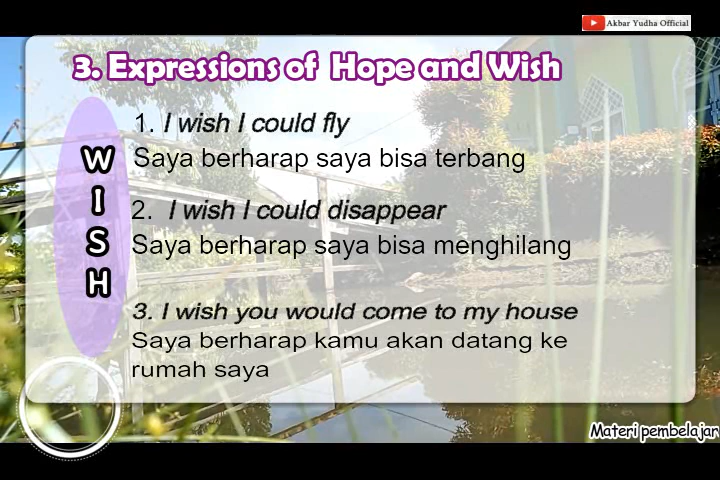 Akbar Yudha Official
3. Expressions of Hope and Wish
WISH
1. I wish I could fly
Saya berharap saya bisa terbang
2. I wish I could disappear
Saya berharap saya bisa menghilang
3. I wish you would come to my house
Saya berharap kamu akan datang ke
rumah saya
Materi pembelajar